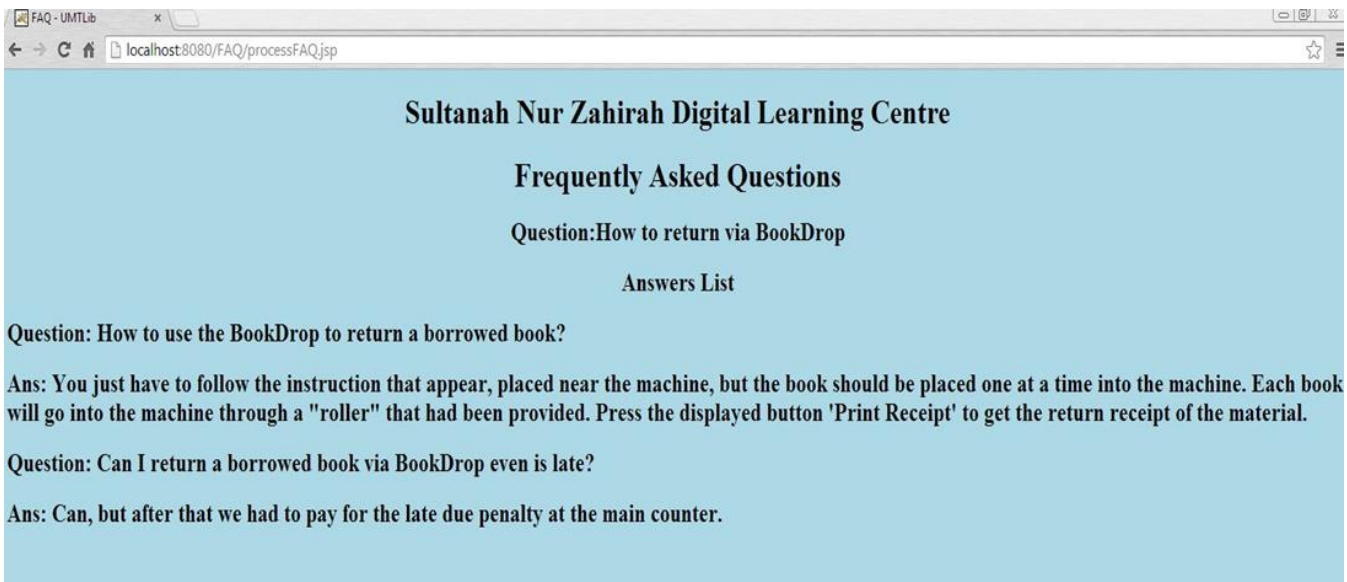 FAQ - UMTLib
localhost:8080/FAQ/processFAQ.jsp
Sultanah Nur Zahirah Digital Learning Centre
Frequently Asked Questions
Question:How to return via BookDrop
Answers List
Question: How to use the BookDrop to return a borrowed book?
Ans: You just have to follow the instruction that appear, placed near the machine, but the book should be placed one at a time into the machine. Each book
will go into the machine through a "roller" that had been provided. Press the displayed button 'Print Receipt' to get the return receipt of the material.
Question: Can I return a borrowed book via BookDrop even is late?
Ans: Can, but after that we had to pay for the late due penalty at the main counter.